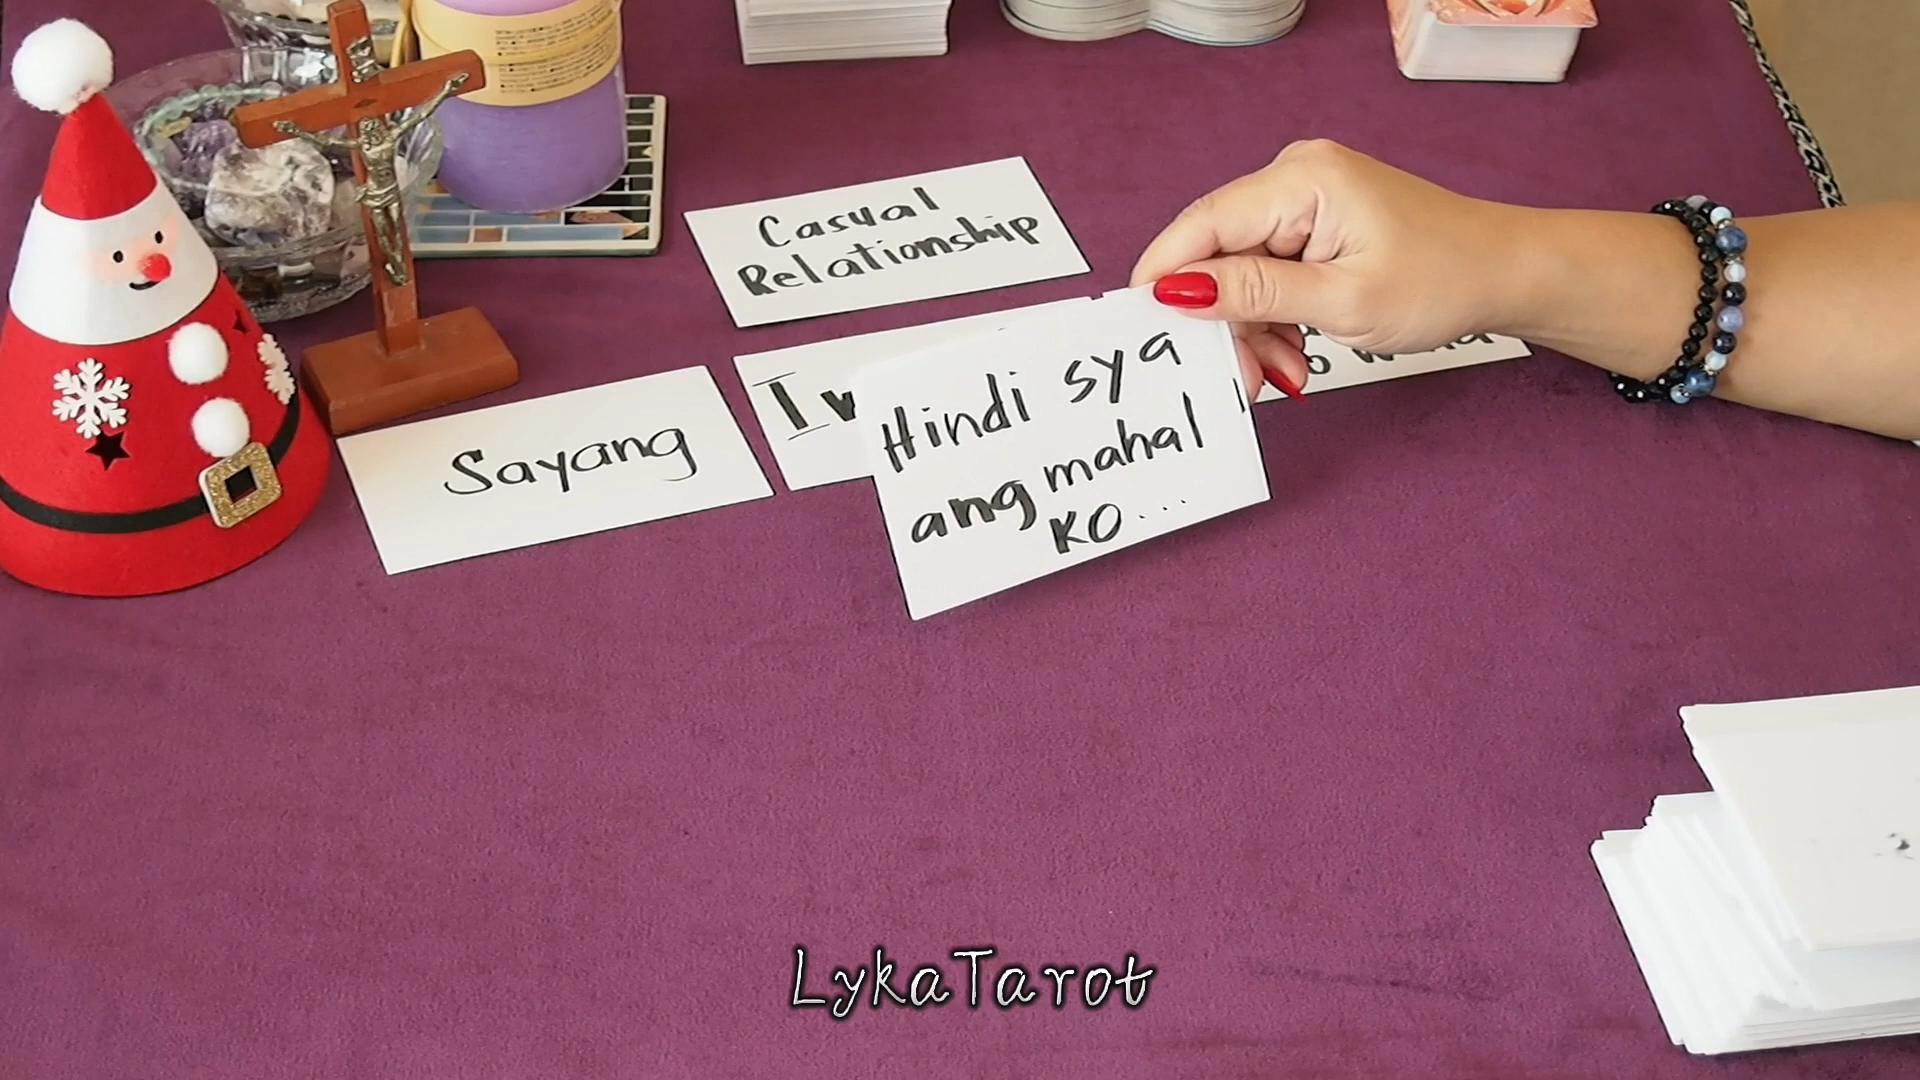 Casual
Relationship
Hindi sya
ang mahal
ko...
Sayang
LykaTarot